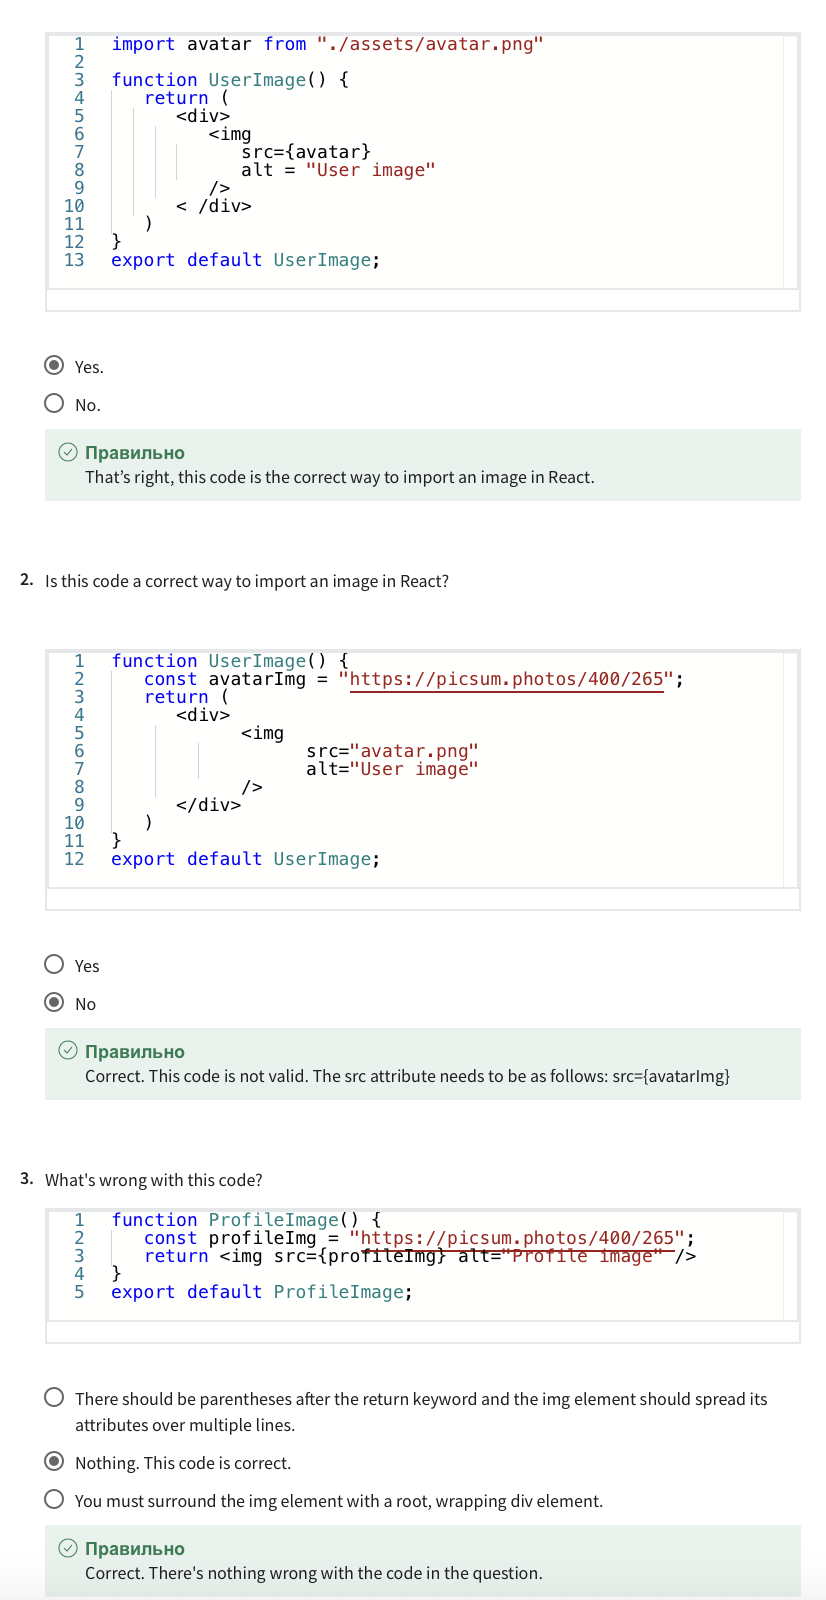 1 import avatar from "./assets/avatar.png"
2
3 function UserImage() {
4 return (
5 <div>
6 <img
7 src={avatar}
8 alt = "User image"
9 />
10 < /div>
11 )
12 }
13 export default UserImage;
Yes.
No.
Правильно
That’s right, this code is the correct way to import an image in React.
2. Is this code a correct way to import an image in React?
1 function UserImage() {
2 const avatarImg = "https://picsum.photos/400/265";
3 return (
4 <div>
5 <img
6 src="avatar.png"
7 alt="User image"
8 />
9 </div>
10 )
11 }
12 export default UserImage;
Yes
No
Правильно
Correct. This code is not valid. The src attribute needs to be as follows: src={avatarImg}
3. What's wrong with this code?
1 function ProfileImage() {
2 const profileImg = "https://picsum.photos/400/265";
3 return <img src={profileImg} alt="Profile image" />
4 }
5 export default ProfileImage;
There should be parentheses after the return keyword and the img element should spread its
attributes over multiple lines.
Nothing. This code is correct.
You must surround the img element with a root, wrapping div element.
Правильно
Correct. There's nothing wrong with the code in the question.